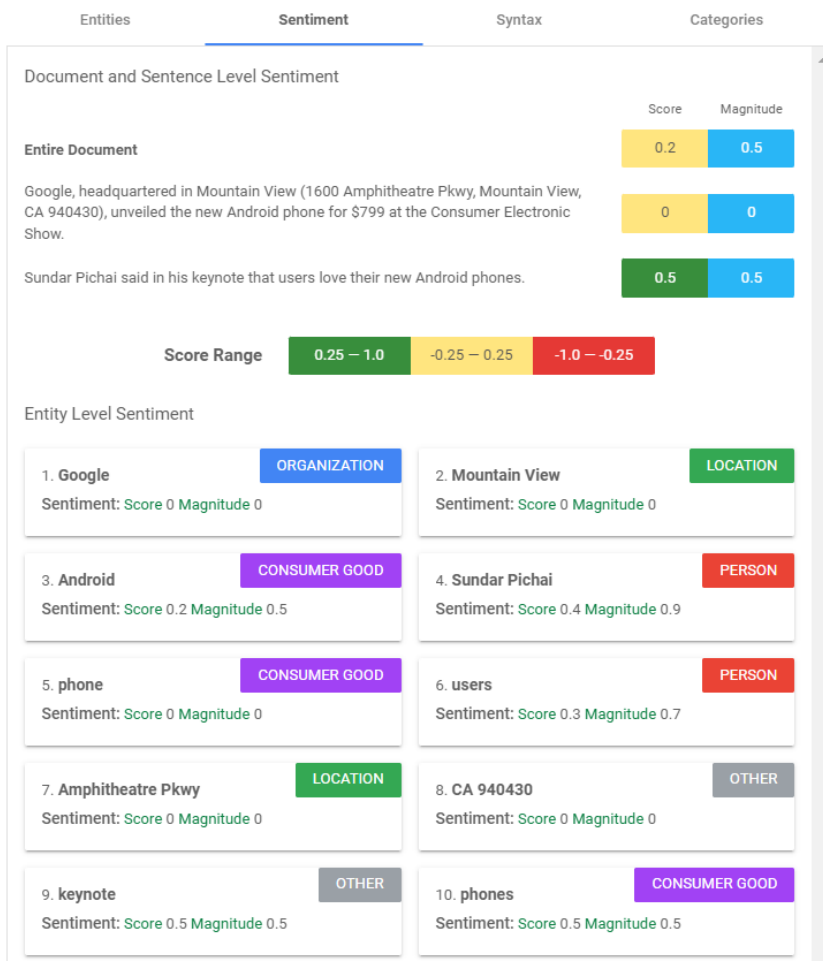 Entities Sentiment Syntax Categories
Document and Sentence Level Sentiment
Score Magnitude
Entire Document 0.2 0.5
Google, headquartered in Mountain View (1600 Amphitheatre Pkwy, Mountain View,
CA 940430), unveiled the new Android phone for $799 at the Consumer Electronic
Show.
0 0
Sundar Pichai said in his keynote that users love their new Android phones. 0.5 0.5
Score Range 0.25 — 1.0 -0.25 — 0.25 -1.0 — -0.25
Entity Level Sentiment
1. Google ORGANIZATION
Sentiment: Score 0 Magnitude 0
2. Mountain View LOCATION
Sentiment: Score 0 Magnitude 0
3. Android CONSUMER GOOD
Sentiment: Score 0.2 Magnitude 0.5
4. Sundar Pichai PERSON
Sentiment: Score 0.4 Magnitude 0.9
5. phone CONSUMER GOOD
Sentiment: Score 0 Magnitude 0
6. users PERSON
Sentiment: Score 0.3 Magnitude 0.7
7. Amphitheatre Pkwy LOCATION
Sentiment: Score 0 Magnitude 0
8. CA 940430 OTHER
Sentiment: Score 0 Magnitude 0
9. keynote OTHER
Sentiment: Score 0.5 Magnitude 0.5
10. phones CONSUMER GOOD
Sentiment: Score 0.5 Magnitude 0.5